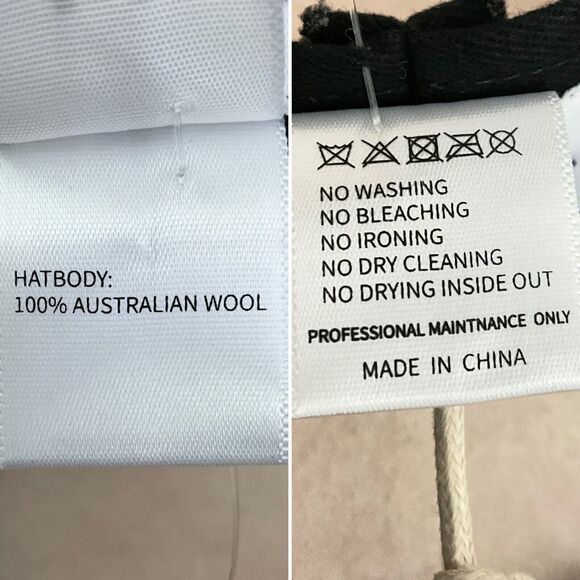 HATBODY:
100% AUSTRALIAN WOOL
NO WASHING
NO BLEACHING
NO IRONING
NO DRY CLEANING
NO DRYING INSIDE OUT
PROFESSIONAL MAINTNANCE ONLY
MADE IN CHINA